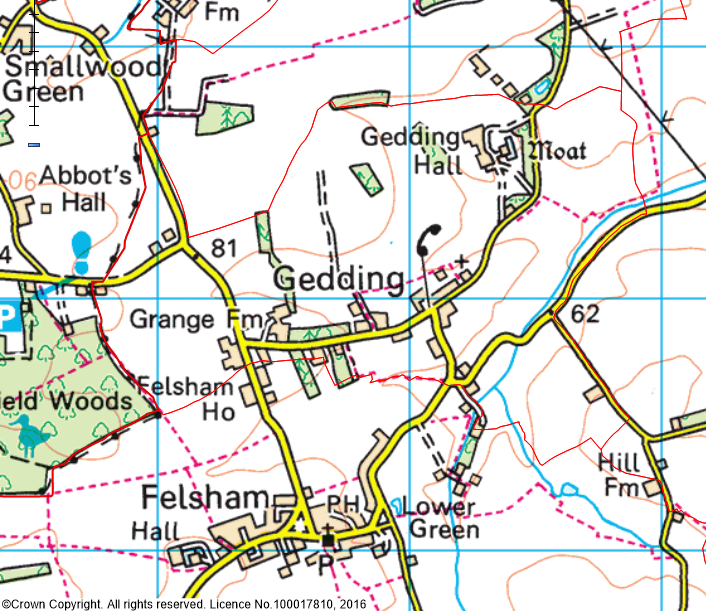 Fm
Smallwood
Green
Gedding
Hall
Moat
Abbot's
Hall
06
4
81
Gedding
P
Grange Fm
62
Felsham
Ho
ield Woods
Hill
Fm
Felsham
PH
Lower
Green
Hall
P
©Crown Copyright. All rights reserved. Licence No.100017810, 2016